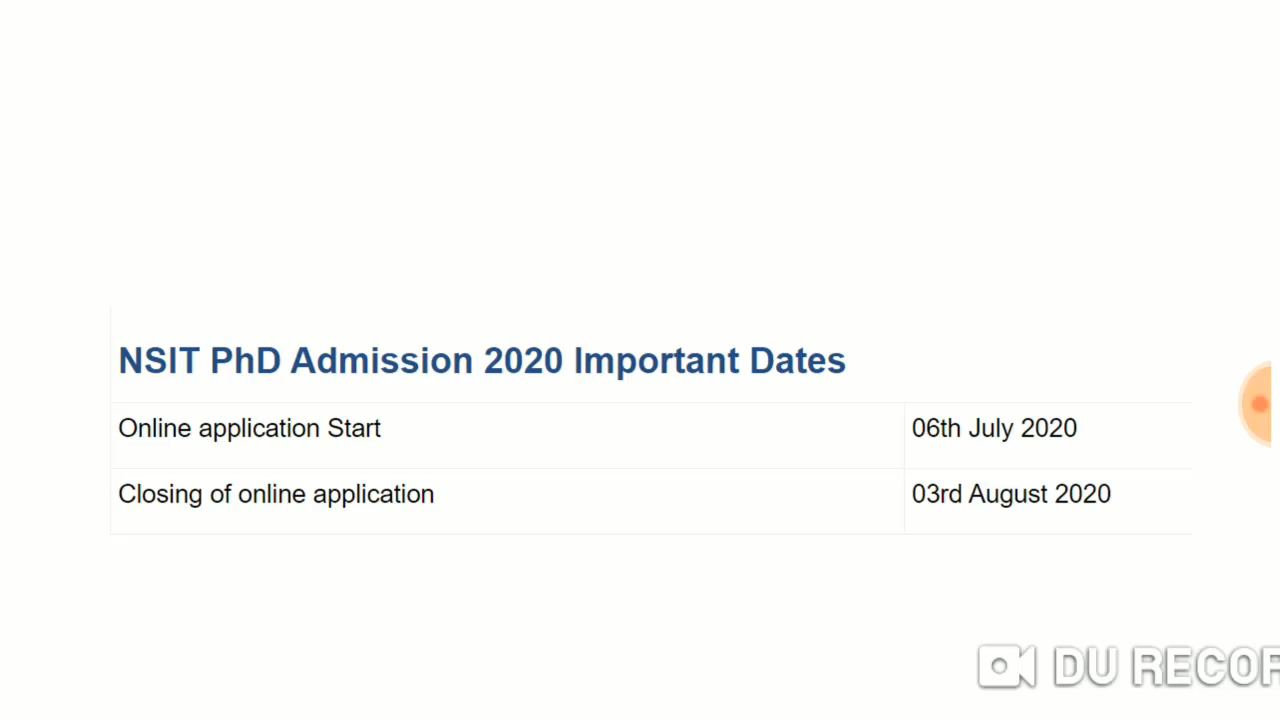 NSIT PhD Admission 2020 Important Dates
Online application Start 06th July 2020
Closing of online application 03rd August 2020
DU RECOR